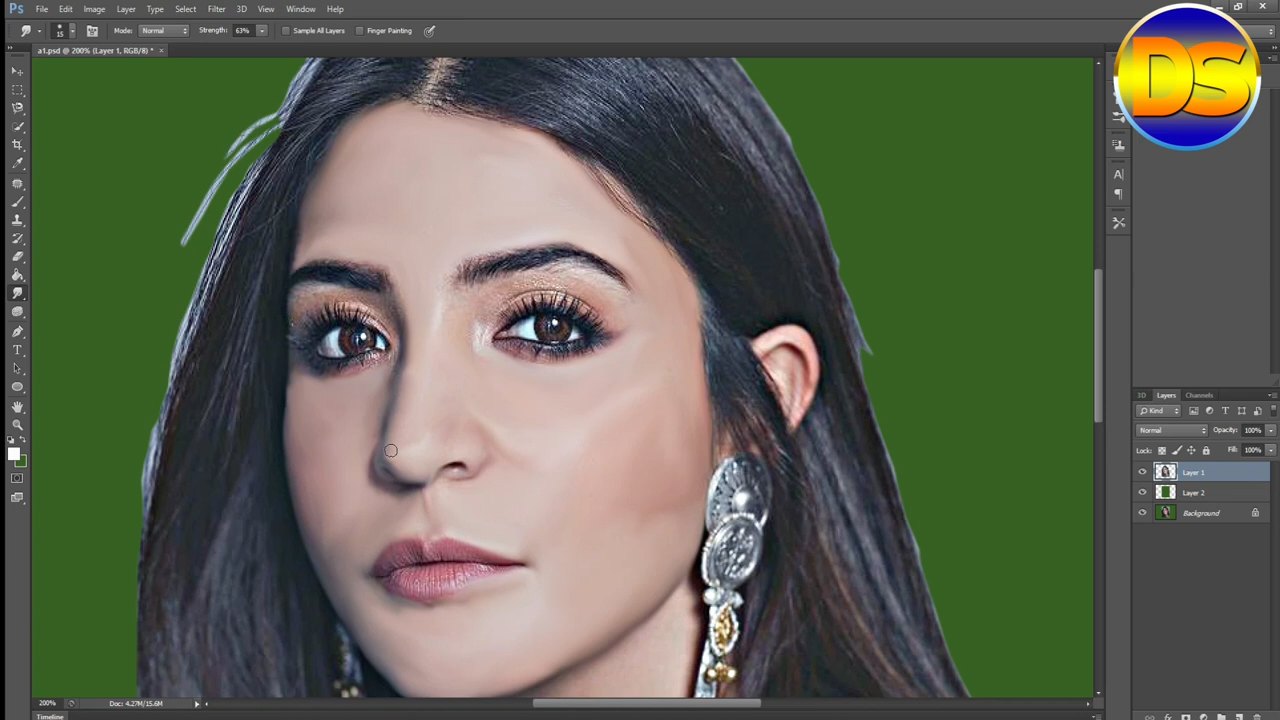 Ps File Edit Image Layer Type Select Filter 3D View Window Help
15 Mode: Normal Strength: 63% Sample All Layers Finger Painting
a1.psd @ 200% (Layer 1, RGB/8) * ×
DS
3D Layers Channels
Kind
Normal Opacity: 100%
Lock: Fill: 100%
Layer 1
Layer 2
Background
200% Doc: 4.27M/15.6M
Timeline